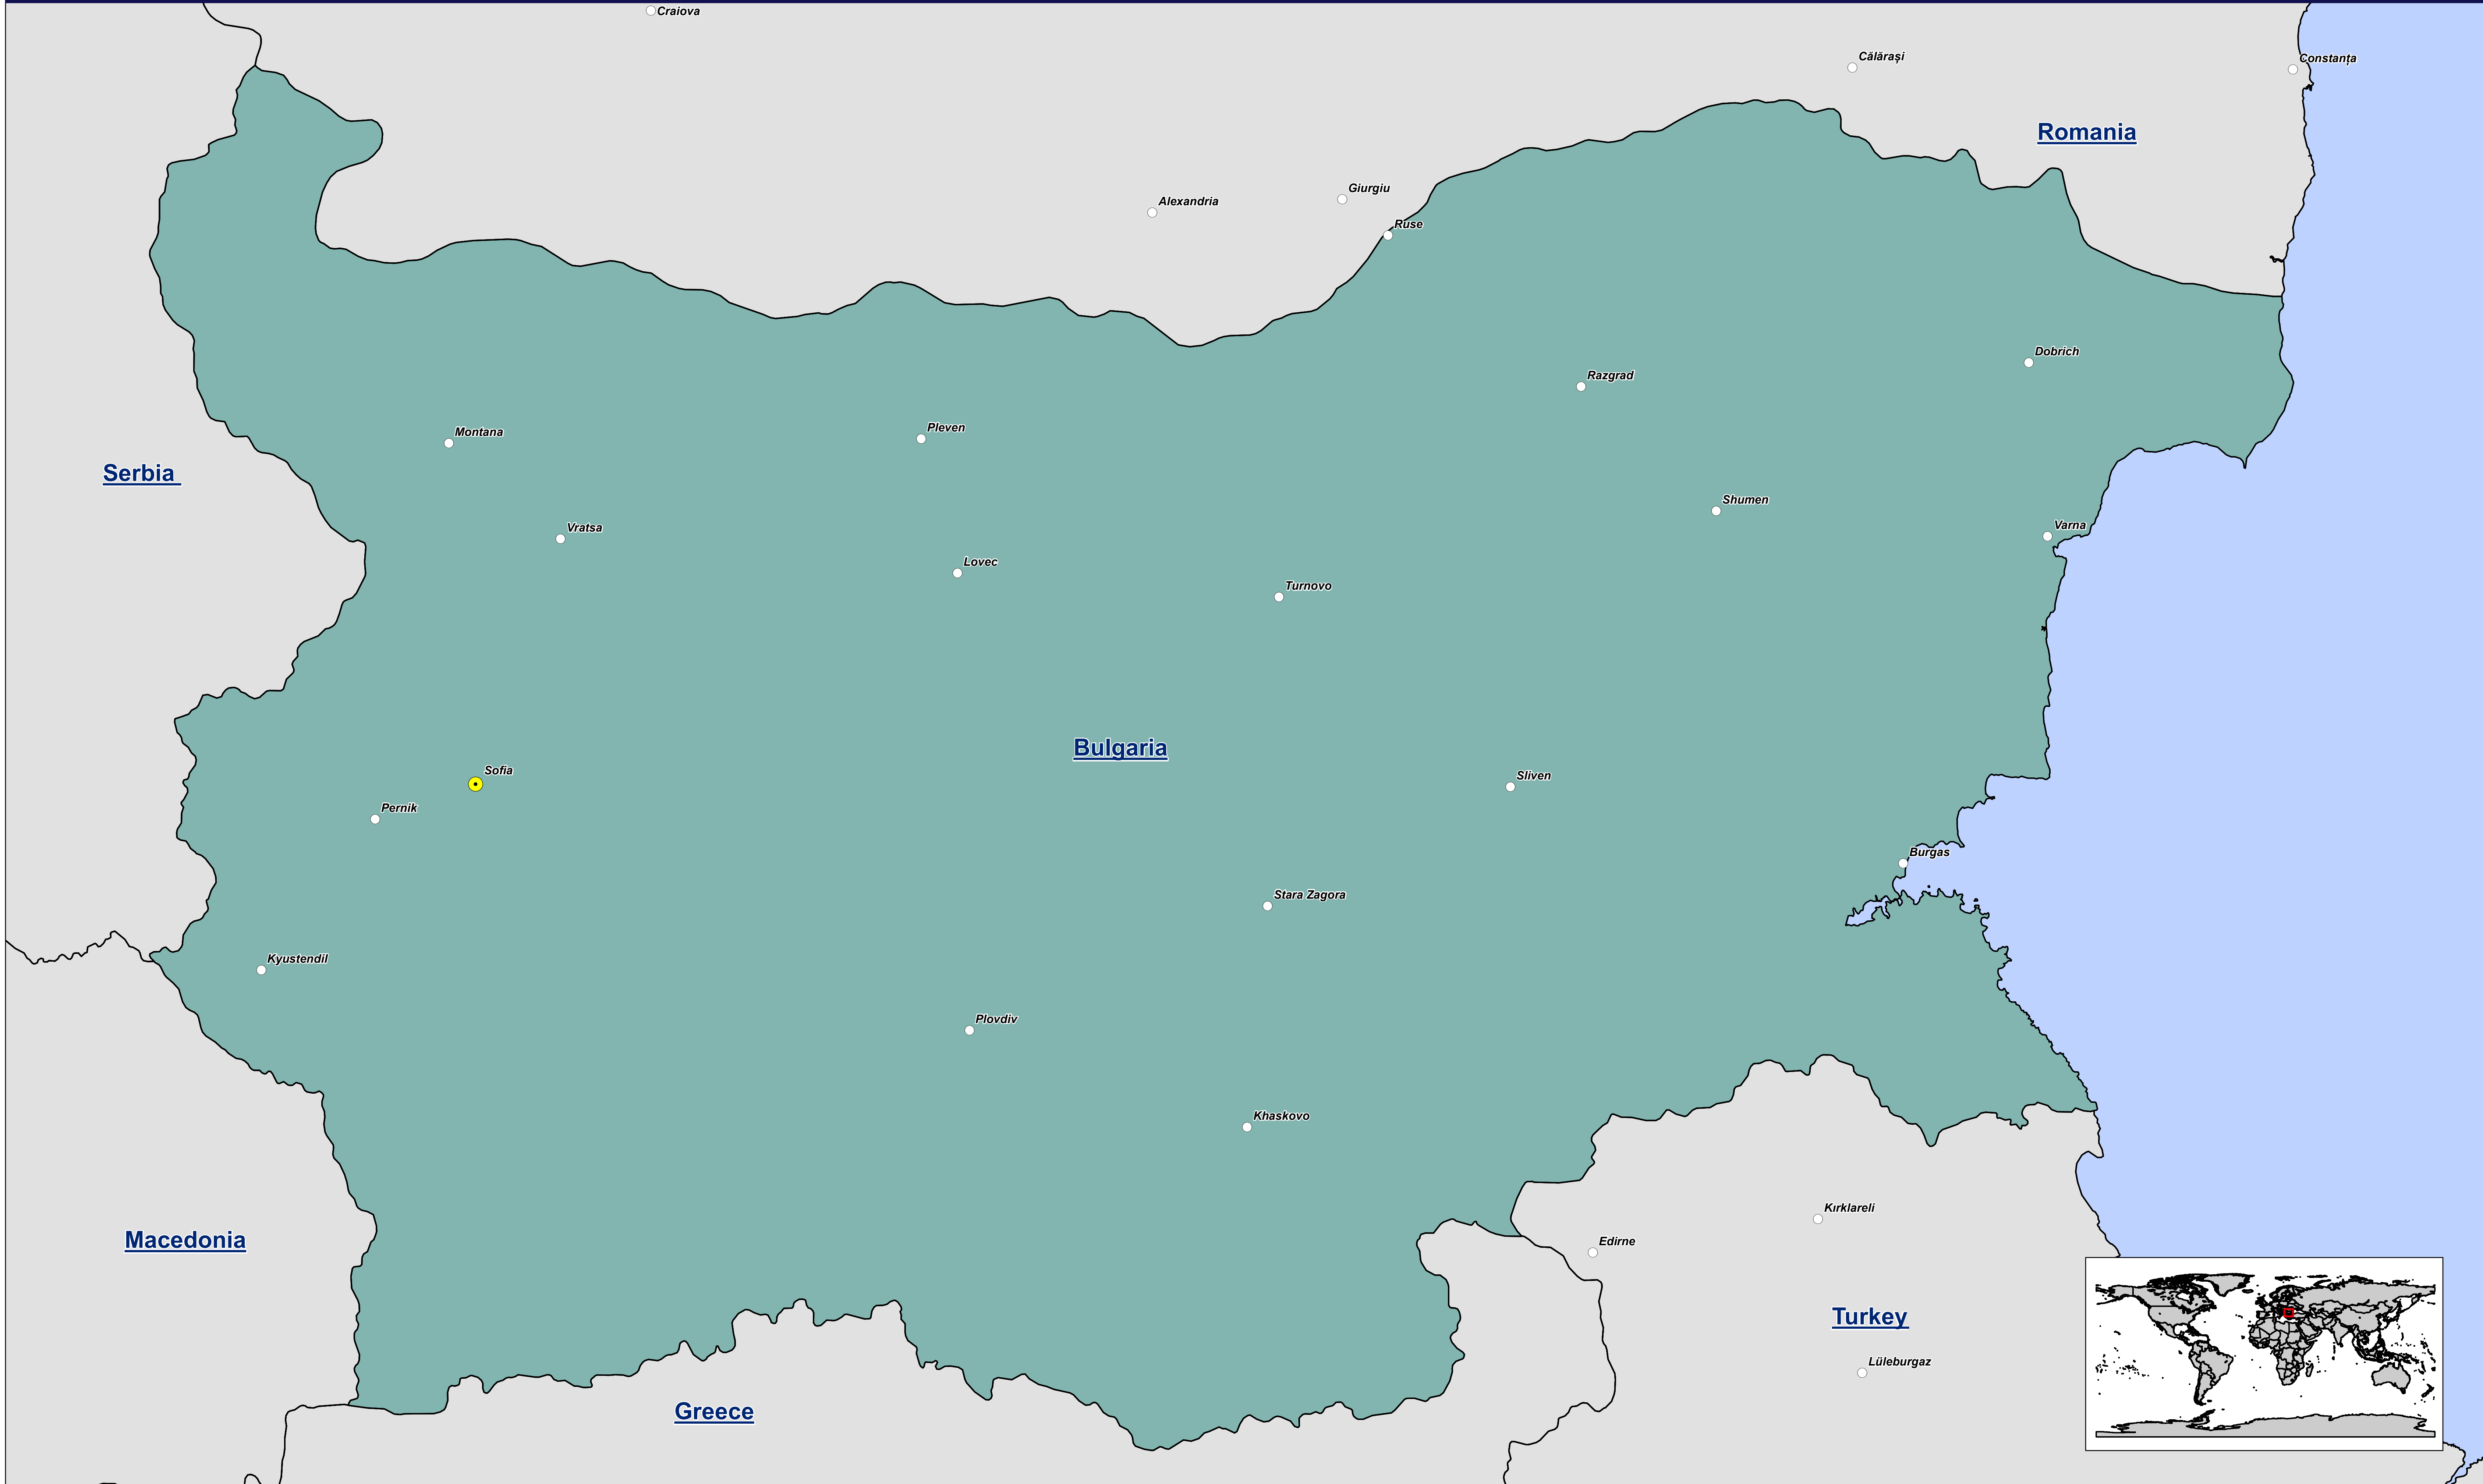 Craiova
Călărași
Constanța
Romania
Giurgiu
Alexandria
Ruse
Dobrich
Razgrad
Montana
Pleven
Serbia
Shumen
Varna
Vratsa
Lovec
Turnovo
Bulgaria
Sofia
Sliven
Pernik
Burgas
Stara Zagora
Kyustendil
Plovdiv
Khaskovo
Kırklareli
Macedonia
Edirne
Turkey
Lüleburgaz
Greece